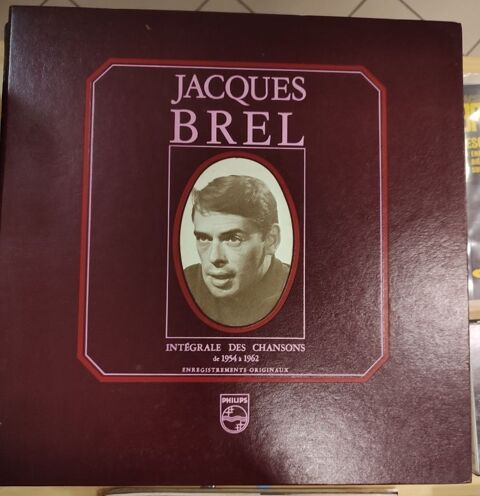 JACQUES
BREL
INTÉGRALE DES CHANSONS
de 1954 à 1962
ENREGISTREMENTS ORIGINAUX
PHILIPS